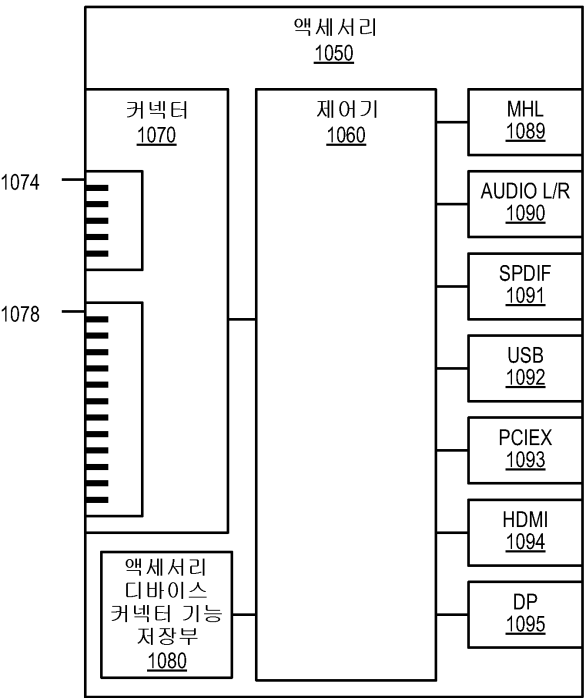 액세서리
1050
커넥터
1070
1074
1078
제어기
1060
MHL
1089
AUDIO L/R
1090
SPDIF
1091
USB
1092
PCIEX
1093
HDMI
1094
DP
1095
액세서리
디바이스
커넥터 기능
저장부
1080